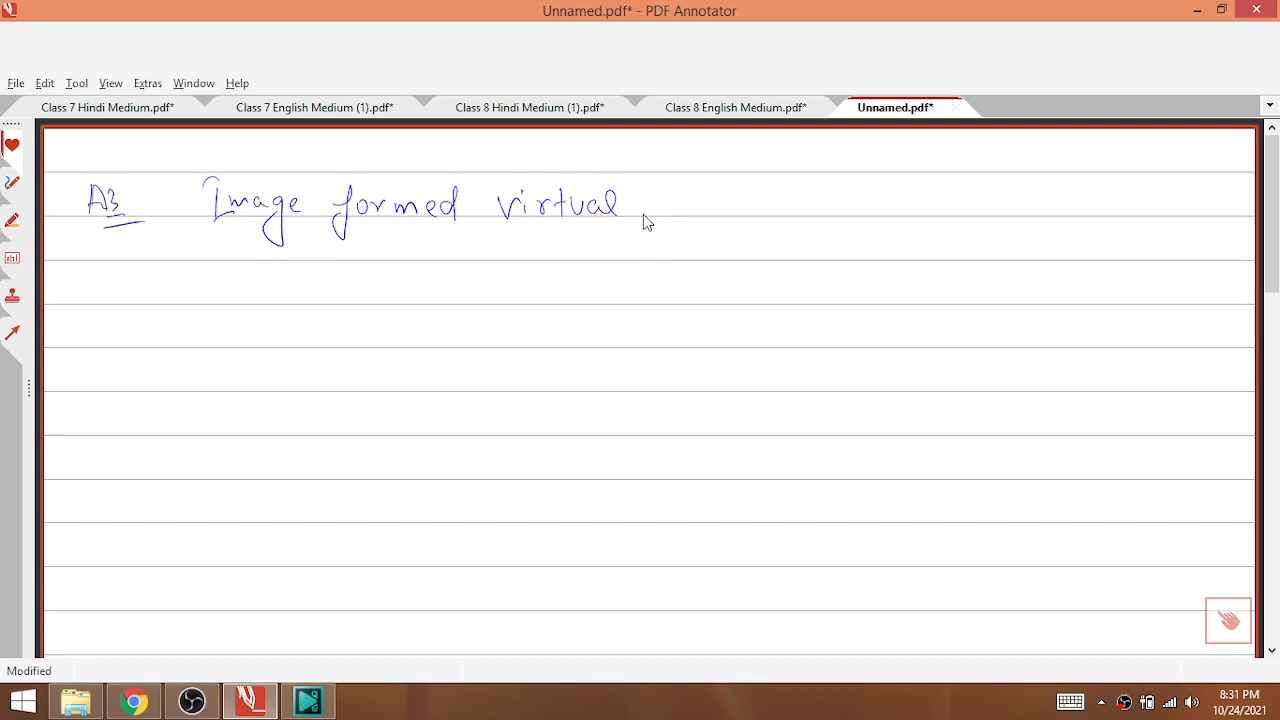 Unnamed.pdf* - PDF Annotator
File Edit Tool View Extras Window Help
Class 7 Hindi Medium.pdf* Class 7 English Medium (1).pdf* Class 8 Hindi Medium (1).pdf* Class 8 English Medium.pdf* Unnamed.pdf*
A3 Image formed virtual
Modified
8:31 PM
10/24/2021